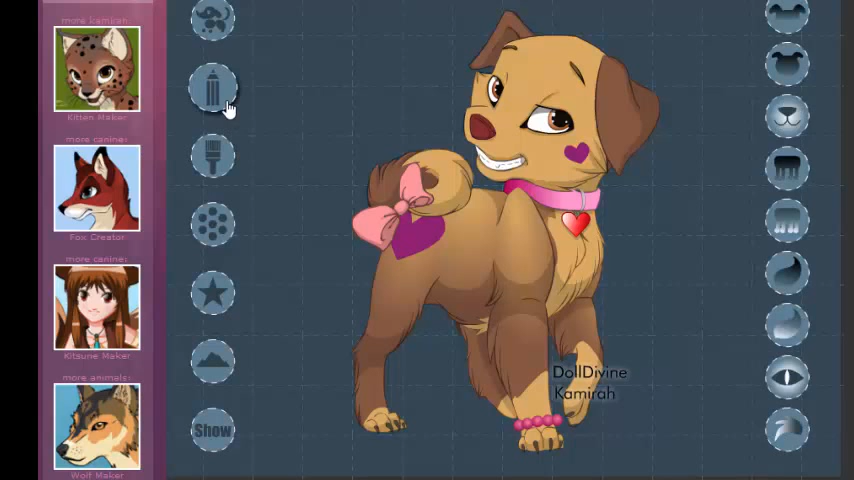 more kamirah
Kitten Maker
more canine:
Fox Creator
more canine:
Kitsune Maker
more animals:
Wolf Maker
Show
DollDivine
Kamirah